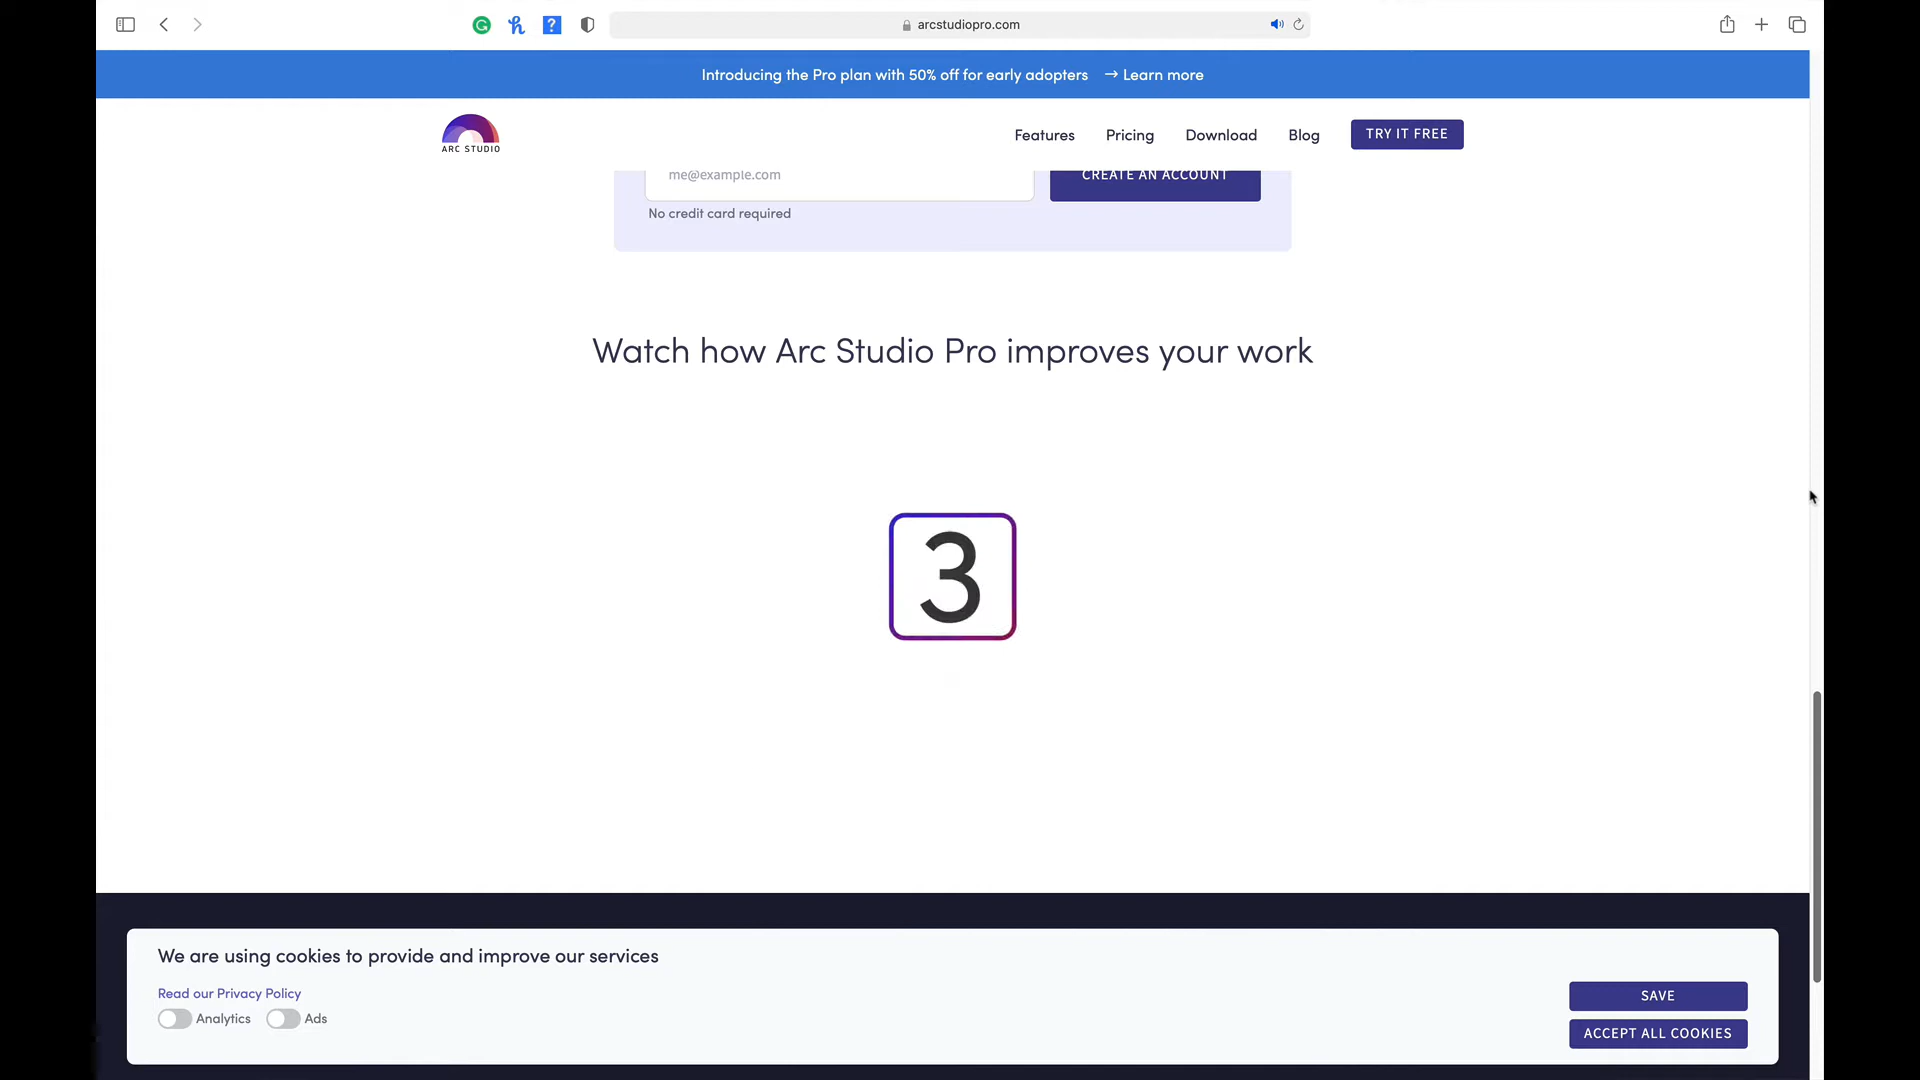 arcstudiopro.com
Introducing the Pro plan with 50% off for early adopters → Learn more
ARC STUDIO
Features Pricing Download Blog TRY IT FREE
me@example.com CREATE AN ACCOUNT
No credit card required
Watch how Arc Studio Pro improves your work
3
We are using cookies to provide and improve our services
Read our Privacy Policy
Analytics Ads
SAVE
ACCEPT ALL COOKIES